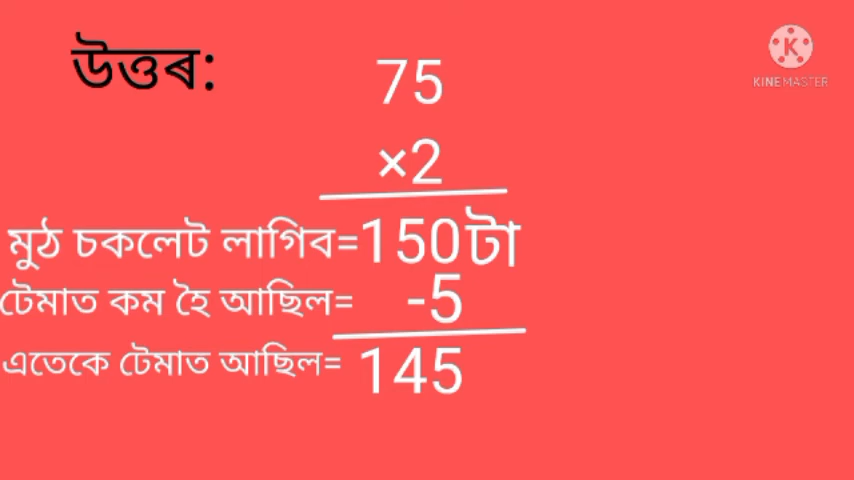 উত্তৰ:
75
×2
মুঠ চকলেট লাগিব=150টা
টেমাত কম হৈ আছিল= -5
এতেকে টেমাত আছিল= 145
KINEMASTER